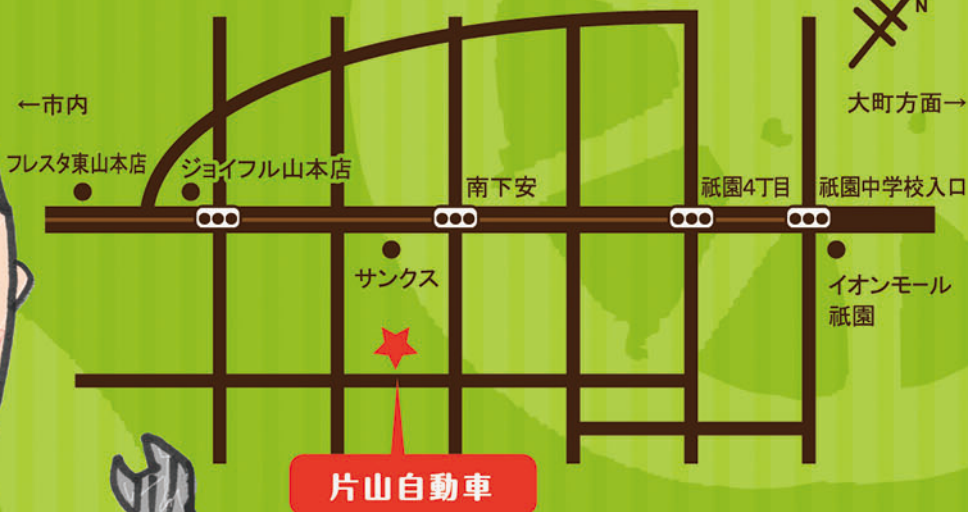 N
←市内
大町方面→
フレスタ東山本店
ジョイフル山本店
南下安
祇園4丁目
祇園中学校入口
サンクス
イオンモール
祇園
片山自動車